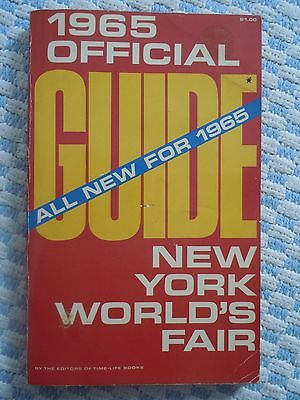 1965
$1.00
OFFICIAL
GUIDE
ALL NEW FOR 1965
NEW
YORK
WORLD'S
FAIR
BY THE EDITORS OF TIME-LIFE BOOKS